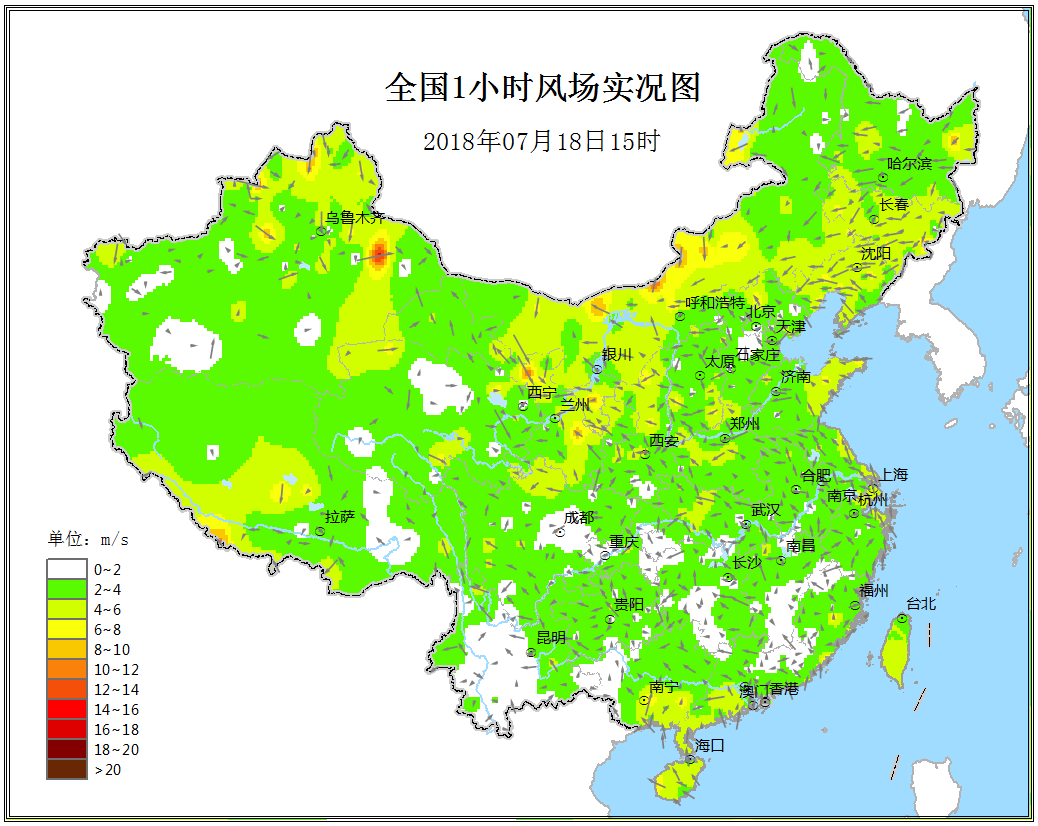 全国1小时风场实况图
2018年07月18日15时
哈尔滨
长春
乌鲁木齐
沈阳
呼和浩特
北京
天津
银川
太原
石家庄
济南
西宁
兰州
郑州
西安
合肥
上海
南京
杭州
拉萨
成都
武汉
重庆
南昌
长沙
福州
贵阳
台北
昆明
南宁
澳门
香港
海口
单位: m/s
0~2
2~4
4~6
6~8
8~10
10~12
12~14
14~16
16~18
18~20
>20